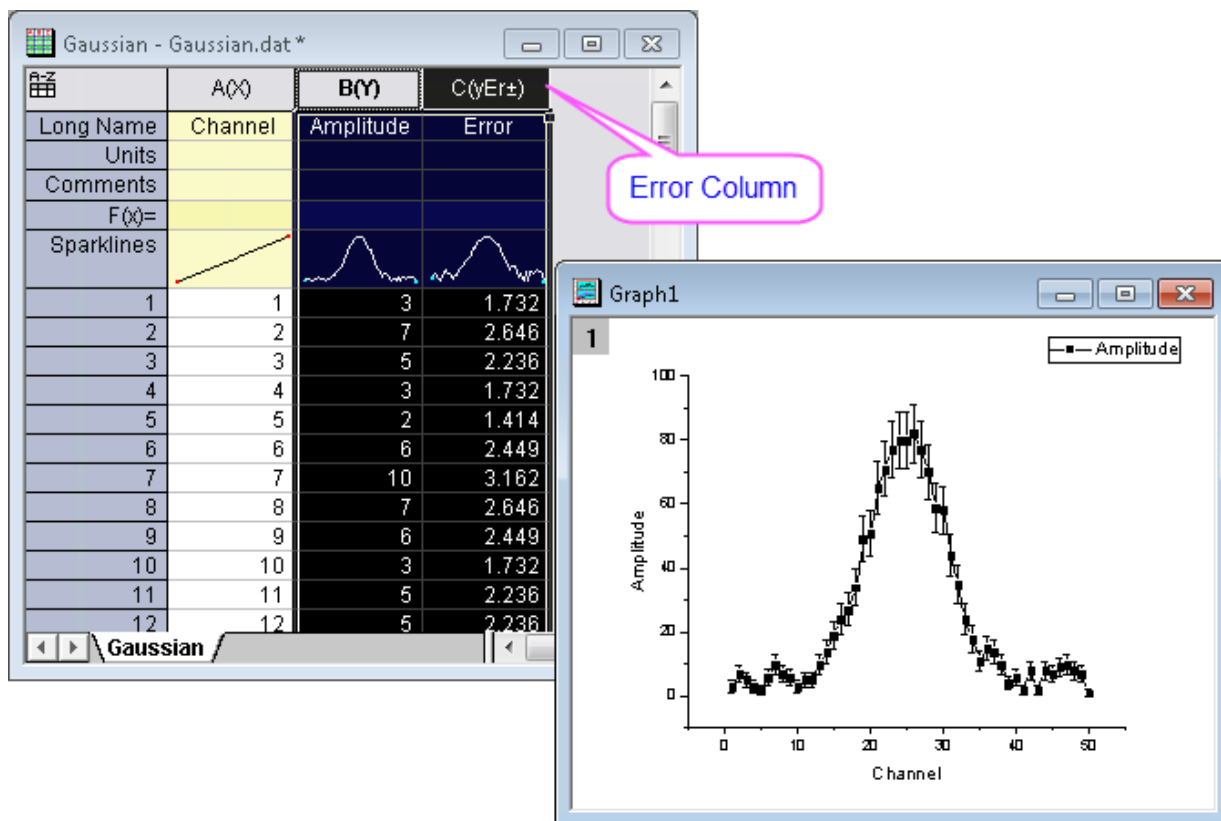 Gaussian - Gaussian.dat *
A-Z A(X) B(Y) C(yEr±)
Long Name Channel Amplitude Error
Units
Comments
F(x)=
Sparklines
1 1 3 1.732
2 2 7 2.646
3 3 5 2.236
4 4 3 1.732
5 5 2 1.414
6 6 6 2.449
7 7 10 3.162
8 8 7 2.646
9 9 6 2.449
10 10 3 1.732
11 11 5 2.236
12 12 5 2.236
Gaussian
Error Column
Graph1
1
Amplitude
100
80
60
40
20
0
Amplitude
0 10 20 30 40 50
Channel